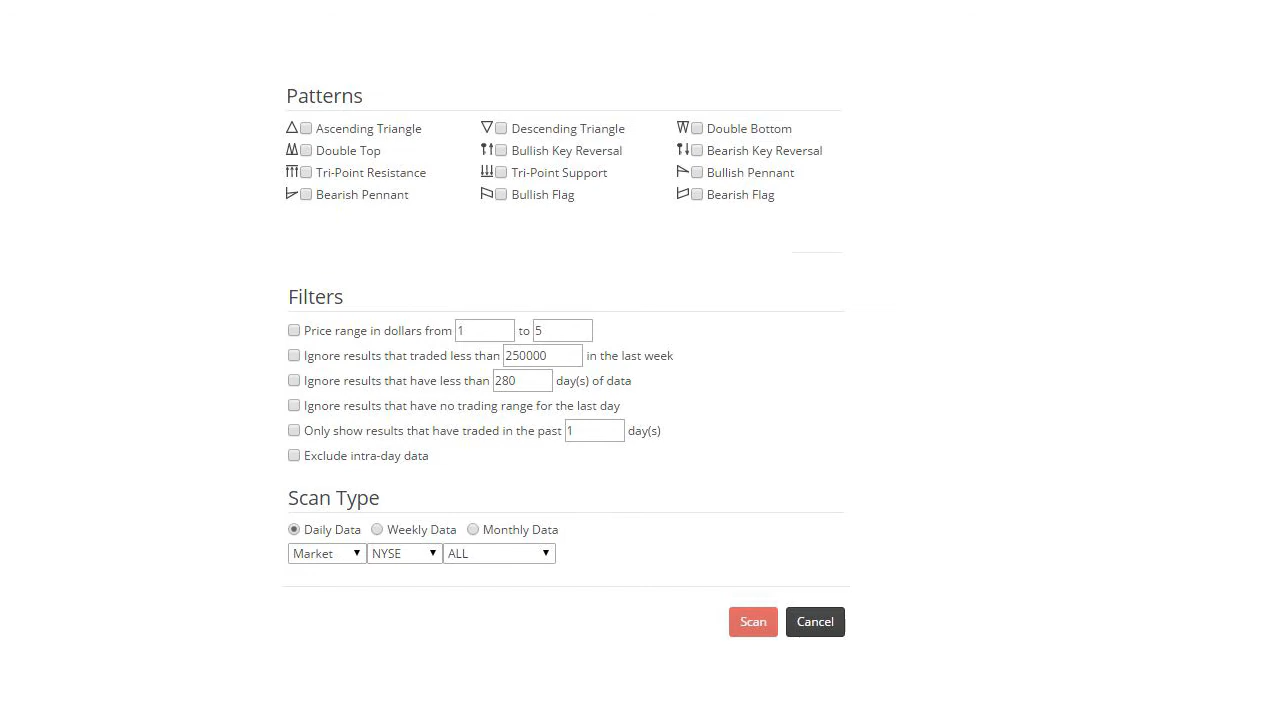 Patterns
Ascending Triangle Descending Triangle Double Bottom
Double Top Bullish Key Reversal Bearish Key Reversal
Tri-Point Resistance Tri-Point Support Bullish Pennant
Bearish Pennant Bullish Flag Bearish Flag
Filters
Price range in dollars from 1 to 5
Ignore results that traded less than 250000 in the last week
Ignore results that have less than 280 day(s) of data
Ignore results that have no trading range for the last day
Only show results that have traded in the past 1 day(s)
Exclude intra-day data
Scan Type
Daily Data Weekly Data Monthly Data
Market NYSE ALL
Scan Cancel